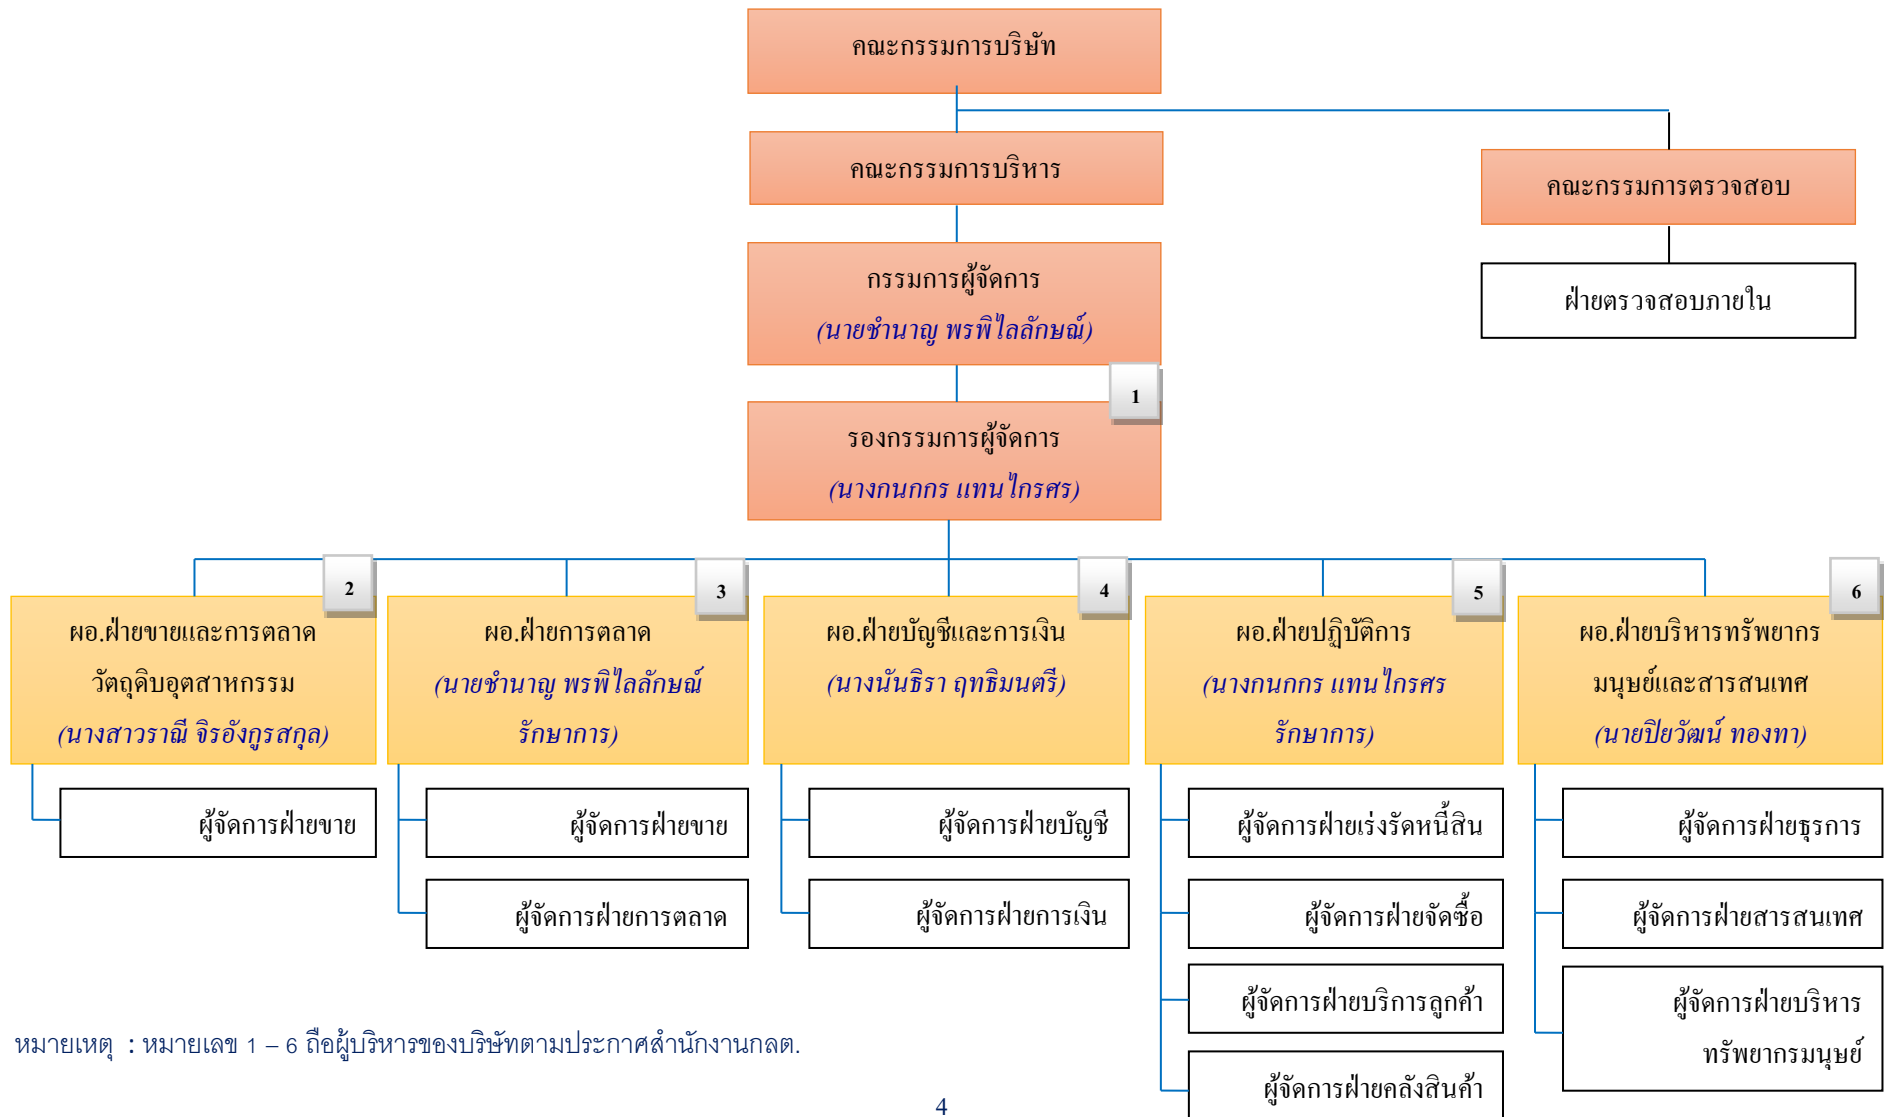 คณะกรรมการบริษัท
คณะกรรมการบริหาร
คณะกรรมการตรวจสอบ
ฝ่ายตรวจสอบภายใน
กรรมการผู้จัดการ
(นายชำนาญ พรพิไลลักษณ์)
1
รองกรรมการผู้จัดการ
(นางกนกกร แทนไกรศร)
2
ผอ.ฝ่ายขายและการตลาด
วัตถุดิบอุตสาหกรรม
(นางสาวราณี จิรอังกูรสกุล)
ผู้จัดการฝ่ายขาย
3
ผอ.ฝ่ายการตลาด
(นายชำนาญ พรพิไลลักษณ์
รักษาการ)
ผู้จัดการฝ่ายขาย
ผู้จัดการฝ่ายการตลาด
4
ผอ.ฝ่ายบัญชีและการเงิน
(นางนันธิรา ฤทธิมนตรี)
ผู้จัดการฝ่ายบัญชี
ผู้จัดการฝ่ายการเงิน
5
ผอ.ฝ่ายปฏิบัติการ
(นางกนกกร แทนไกรศร
รักษาการ)
ผู้จัดการฝ่ายเร่งรัดหนี้สิน
ผู้จัดการฝ่ายจัดซื้อ
ผู้จัดการฝ่ายบริการลูกค้า
ผู้จัดการฝ่ายคลังสินค้า
6
ผอ.ฝ่ายบริหารทรัพยากร
มนุษย์และสารสนเทศ
(นายปิยวัฒน์ ทองทา)
ผู้จัดการฝ่ายธุรการ
ผู้จัดการฝ่ายสารสนเทศ
ผู้จัดการฝ่ายบริหาร
ทรัพยากรมนุษย์
หมายเหตุ : หมายเลข 1 – 6 ถือผู้บริหารของบริษัทตามประกาศสำนักงานกลต.
4